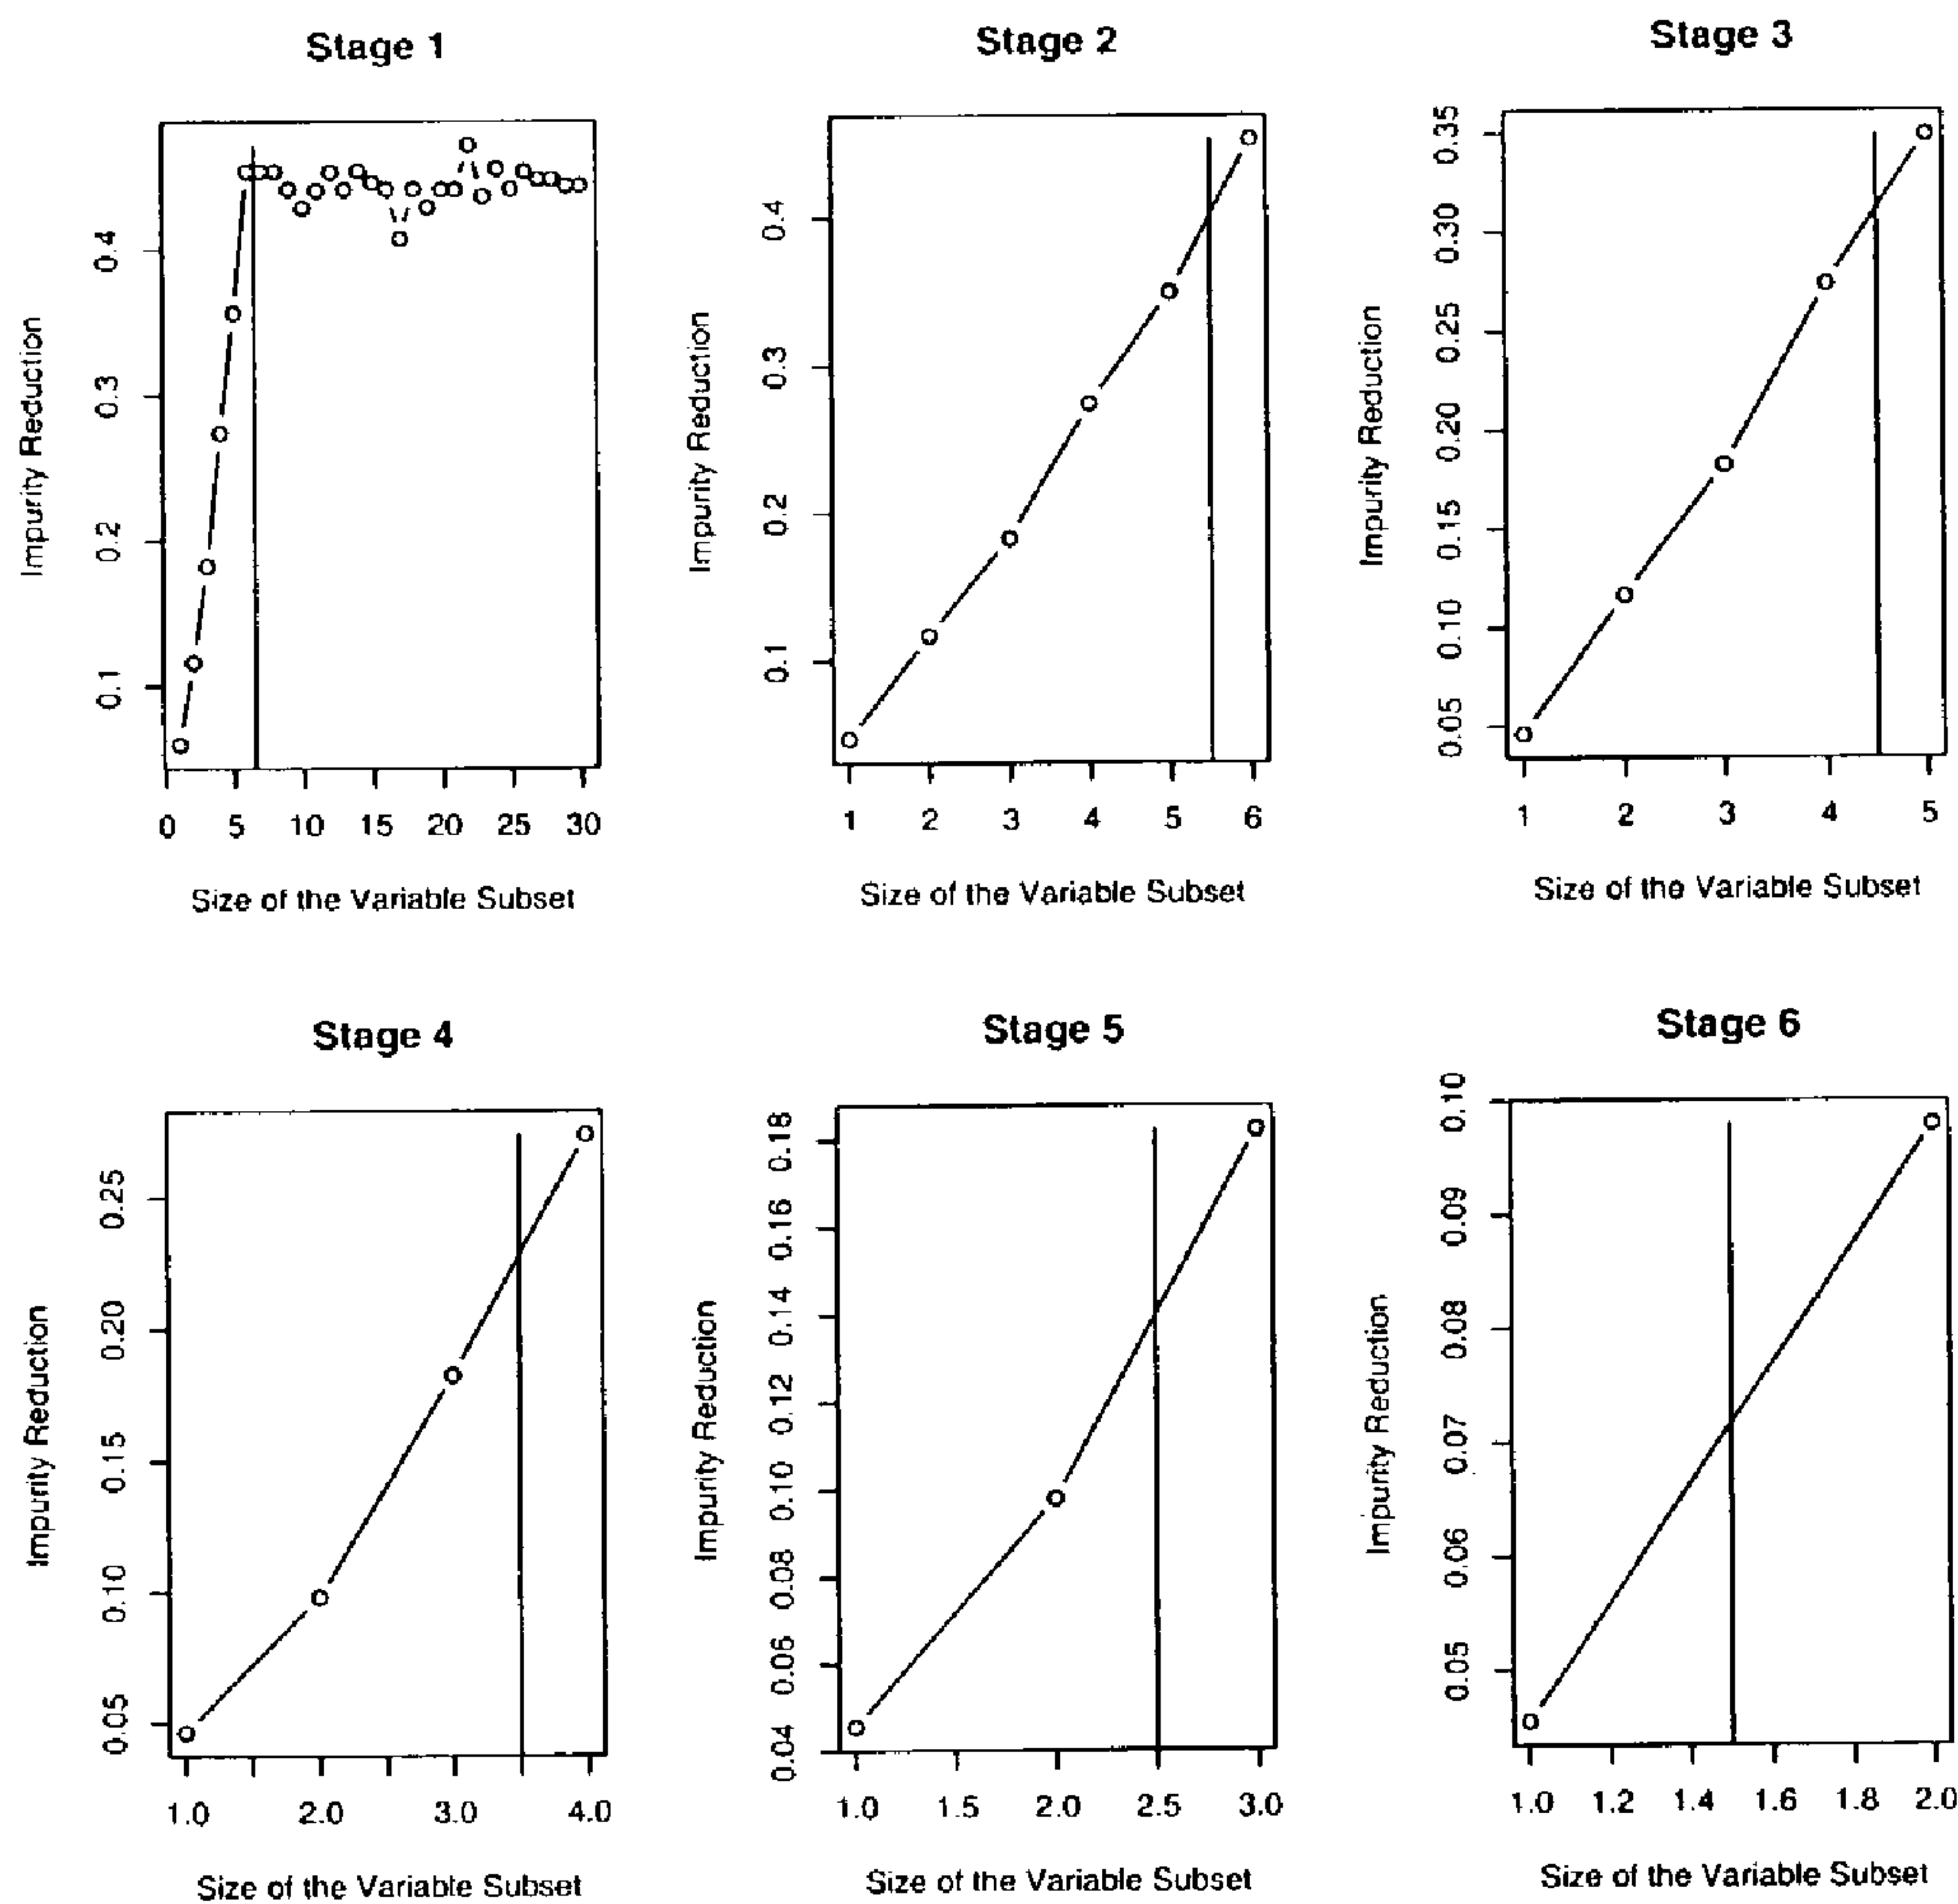 Stage 1
Impurity Reduction
0.1 0.2 0.3 0.4
0 5 10 15 20 25 30
Size of the Variable Subset
Stage 2
Impurity Reduction
0.1 0.2 0.3 0.4
1 2 3 4 5 6
Size of the Variable Subset
Stage 3
Impurity Reduction
0.05 0.10 0.15 0.20 0.25 0.30 0.35
1 2 3 4 5
Size of the Variable Subset
Stage 4
Impurity Reduction
0.05 0.10 0.15 0.20 0.25
1.0 2.0 3.0 4.0
Size of the Variable Subset
Stage 5
Impurity Reduction
0.04 0.06 0.08 0.10 0.12 0.14 0.16 0.18
1.0 1.5 2.0 2.5 3.0
Size of the Variable Subset
Stage 6
Impurity Reduction
0.05 0.06 0.07 0.08 0.09 0.10
1.0 1.2 1.4 1.6 1.8 2.0
Size of the Variable Subset